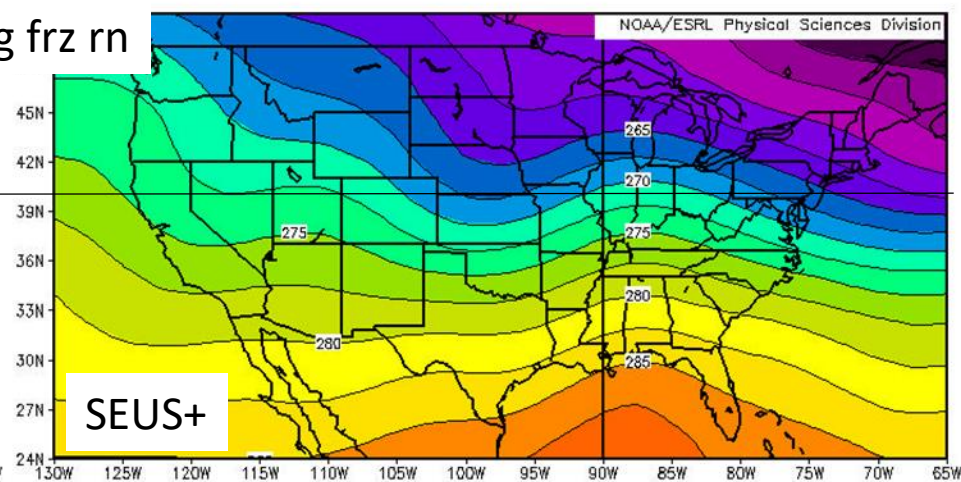 g frz rn
NOAA/ESRL Physical Sciences Division
45N
42N
39N
36N
33N
30N
27N
24N
265
270
275
275
280
280
285
SEUS+
130W 125W 120W 115W 110W 105W 100W 95W 90W 85W 80W 75W 70W 65W